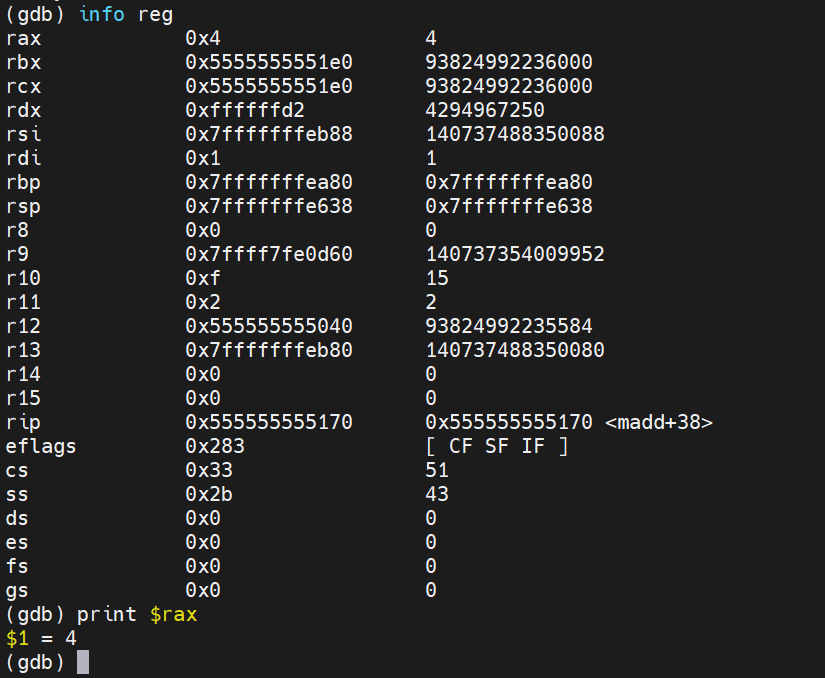 (gdb) info reg
rax            0x4                 4
rbx            0x5555555551e0      93824992236000
rcx            0x5555555551e0      93824992236000
rdx            0xffffffd2          4294967250
rsi            0x7fffffffeb88      140737488350088
rdi            0x1                 1
rbp            0x7fffffffea80      0x7fffffffea80
rsp            0x7fffffffe638      0x7fffffffe638
r8             0x0                 0
r9             0x7ffff7fe0d60      140737354009952
r10            0xf                 15
r11            0x2                 2
r12            0x555555555040      93824992235584
r13            0x7fffffffeb80      140737488350080
r14            0x0                 0
r15            0x0                 0
rip            0x555555555170      0x555555555170 <madd+38>
eflags         0x283               [ CF SF IF ]
cs             0x33                51
ss             0x2b                43
ds             0x0                 0
es             0x0                 0
fs             0x0                 0
gs             0x0                 0
(gdb) print $rax
$1 = 4
(gdb)